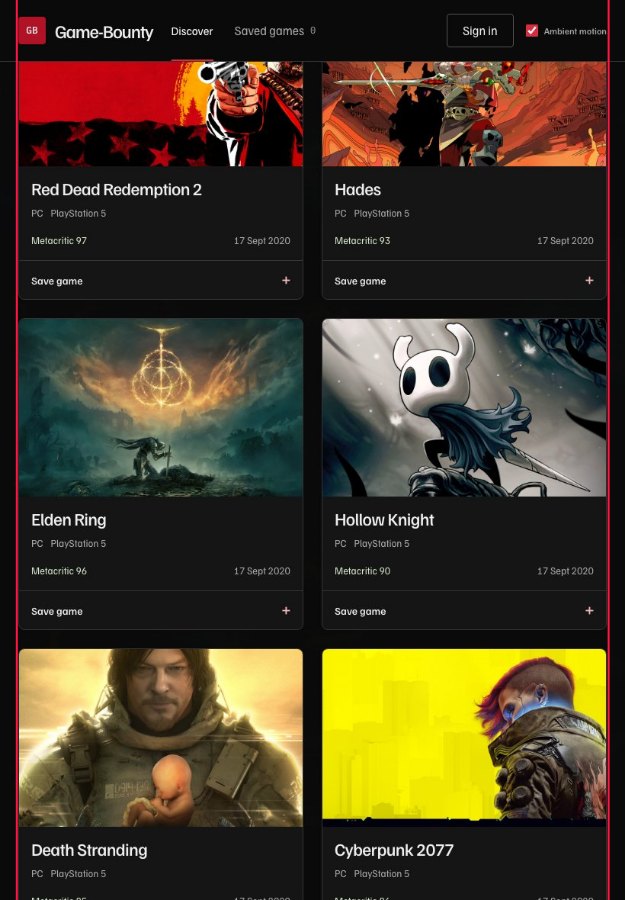 GB Game-Bounty Discover Saved games 0 Sign in Ambient motion
Red Dead Redemption 2
PC PlayStation 5
Metacritic 97 17 Sept 2020
Save game +
Hades
PC PlayStation 5
Metacritic 93 17 Sept 2020
Save game +
Elden Ring
PC PlayStation 5
Metacritic 96 17 Sept 2020
Save game +
Hollow Knight
PC PlayStation 5
Metacritic 90 17 Sept 2020
Save game +
Death Stranding
PC PlayStation 5
Cyberpunk 2077
PC PlayStation 5